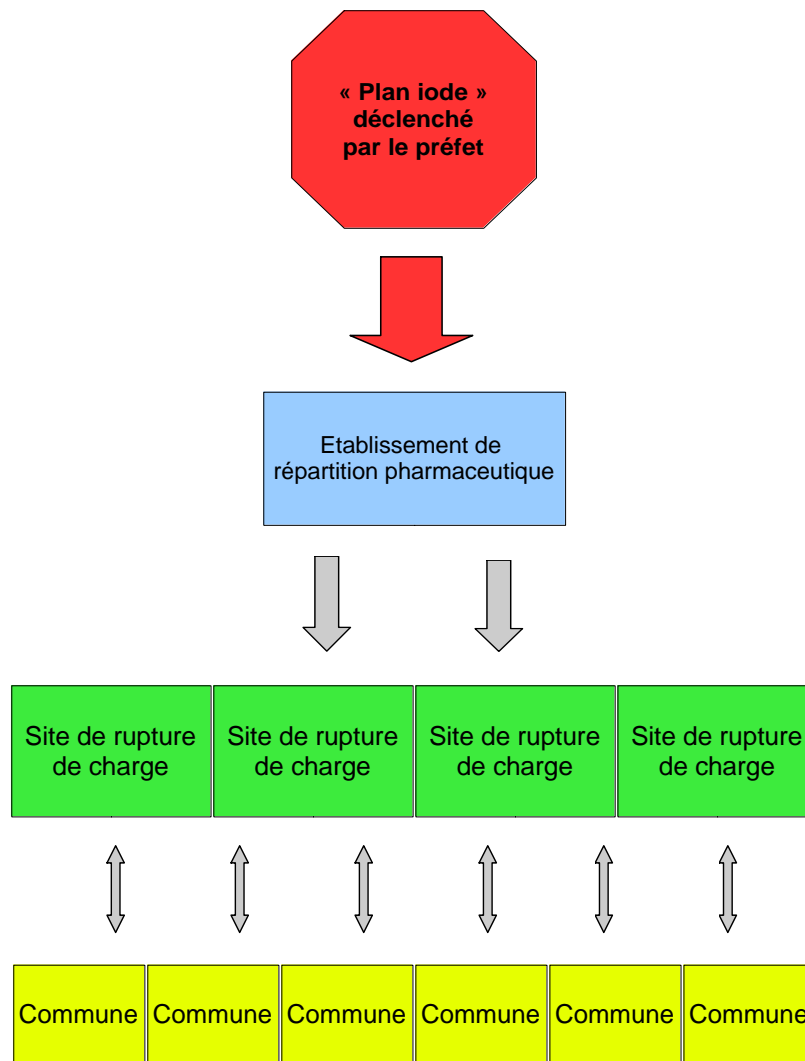 « Plan iode »
déclenché
par le préfet
Etablissement de
répartition pharmaceutique
Site de rupture
de charge
Site de rupture
de charge
Site de rupture
de charge
Site de rupture
de charge
Commune
Commune
Commune
Commune
Commune
Commune